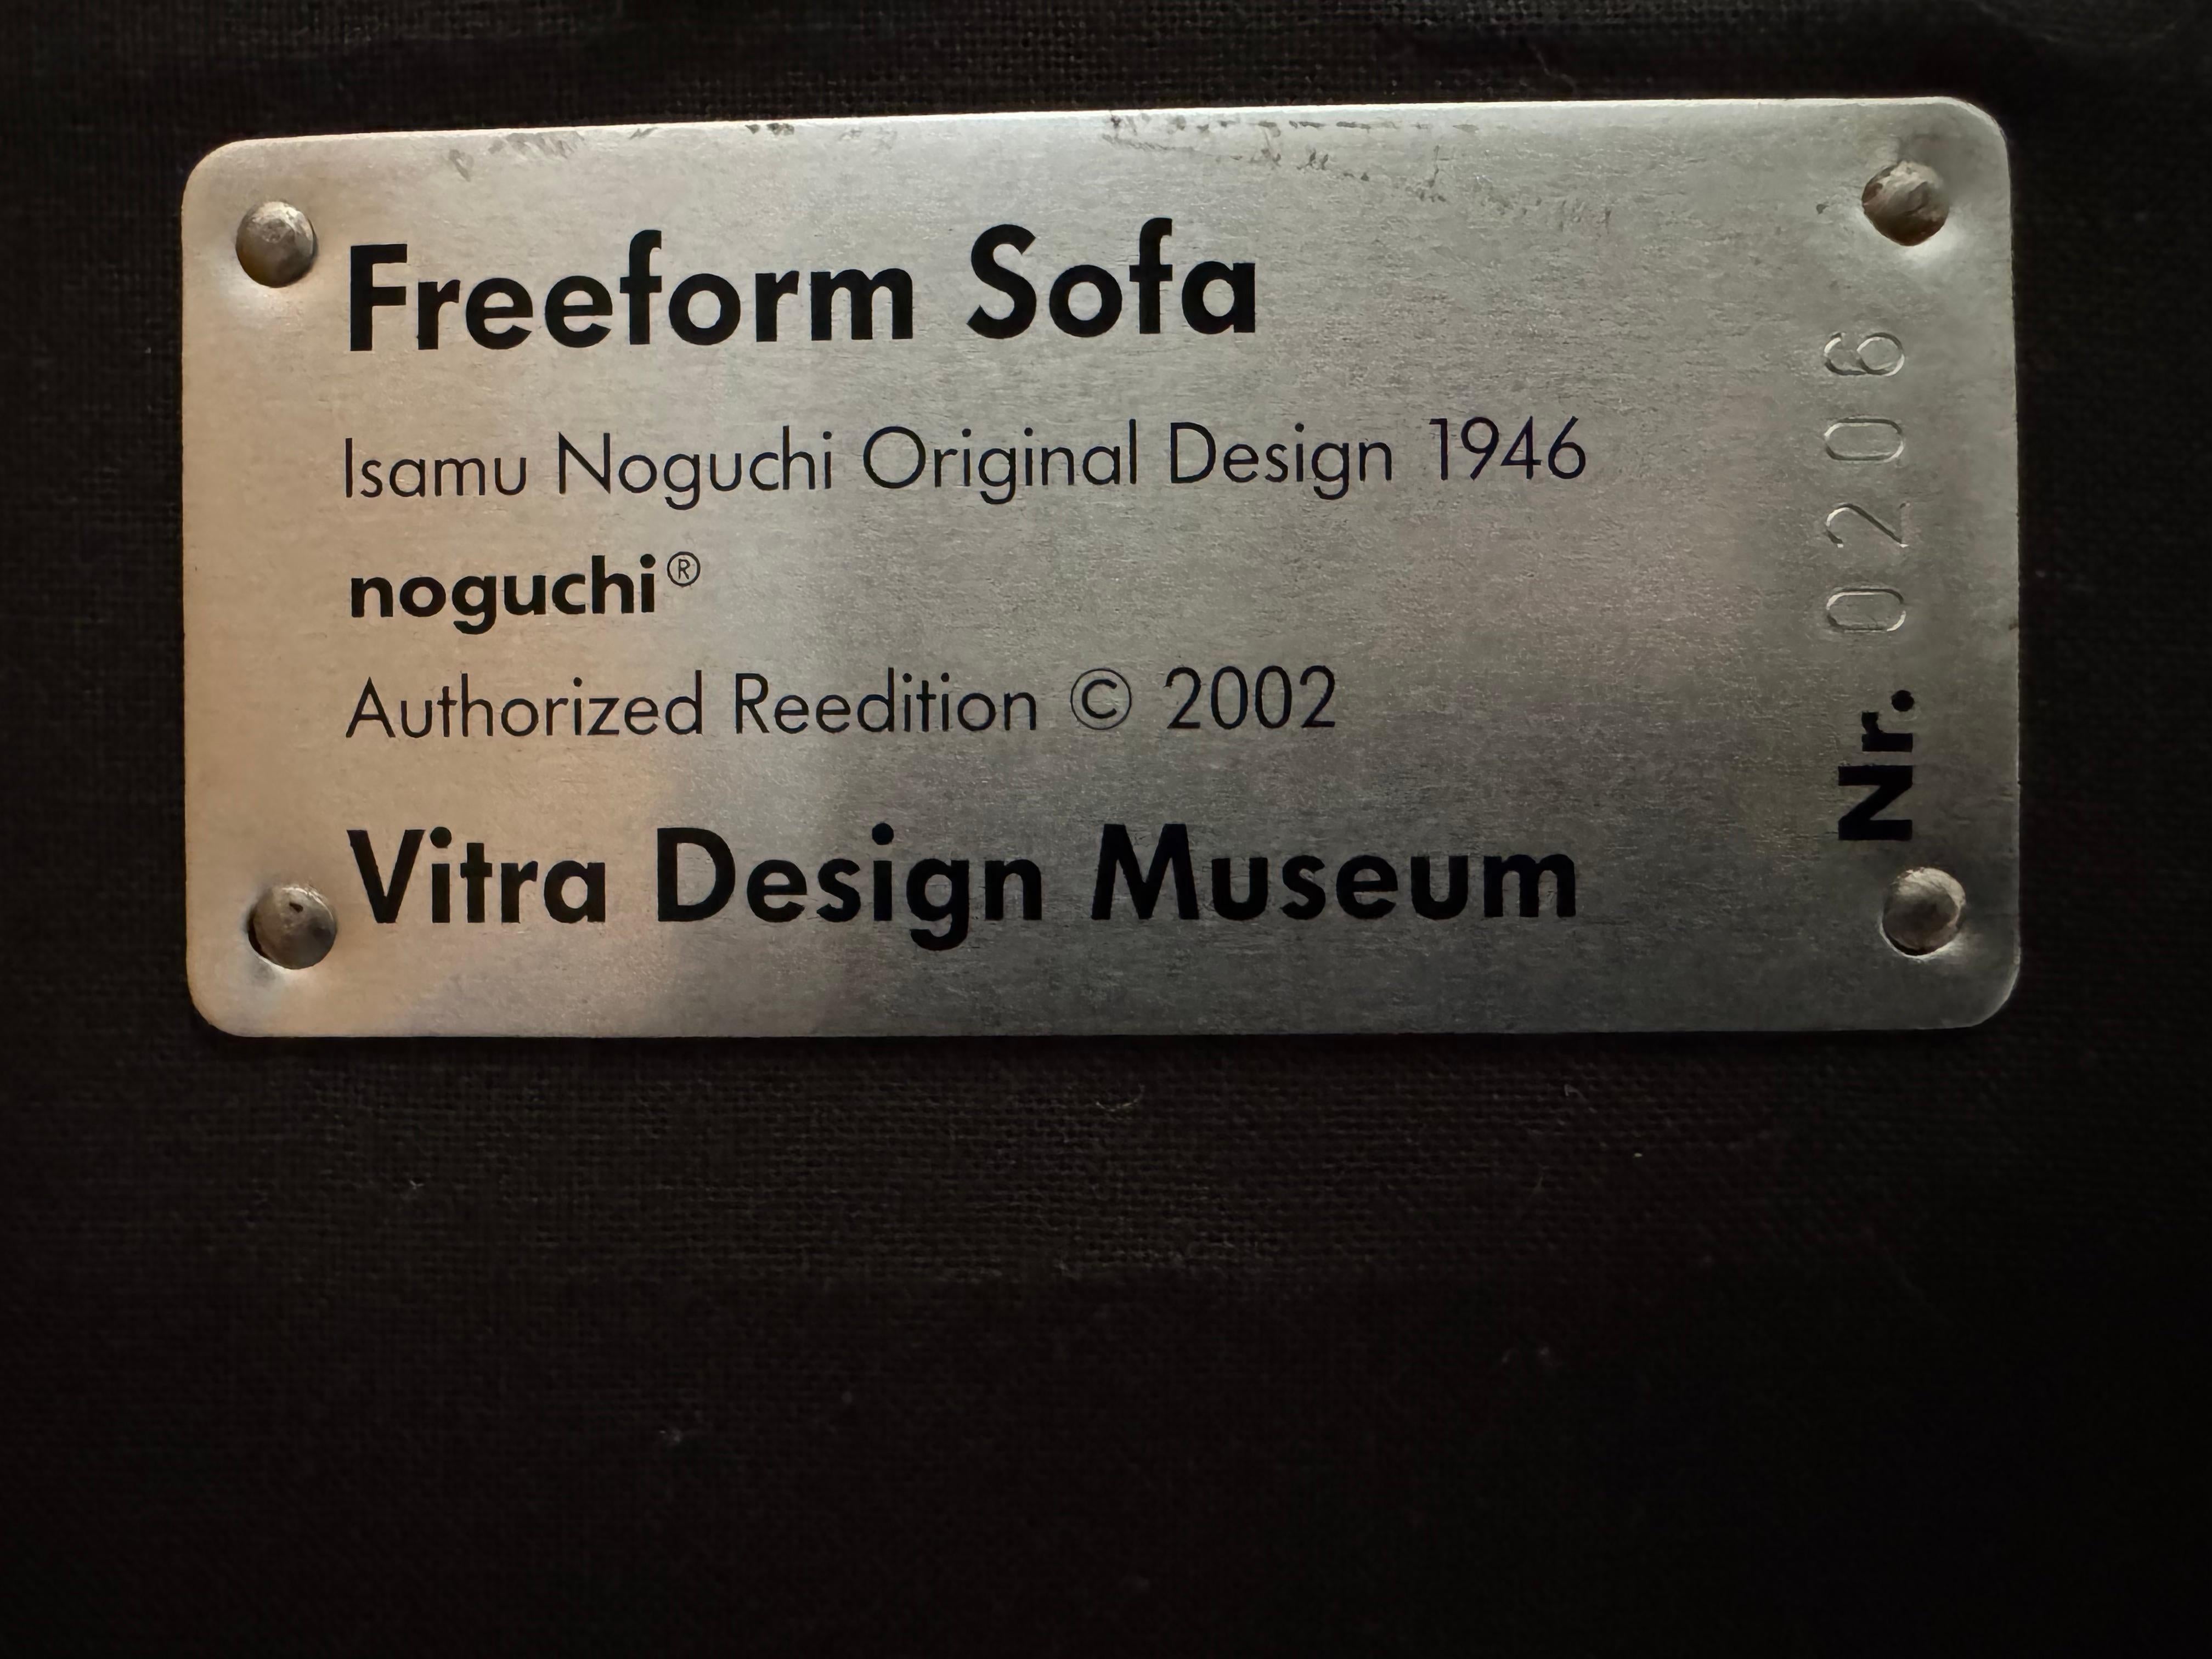 Freeform Sofa
Isamu Noguchi Original Design 1946
noguchi®
Authorized Reedition © 2002
Vitra Design Museum
Nr. 0206